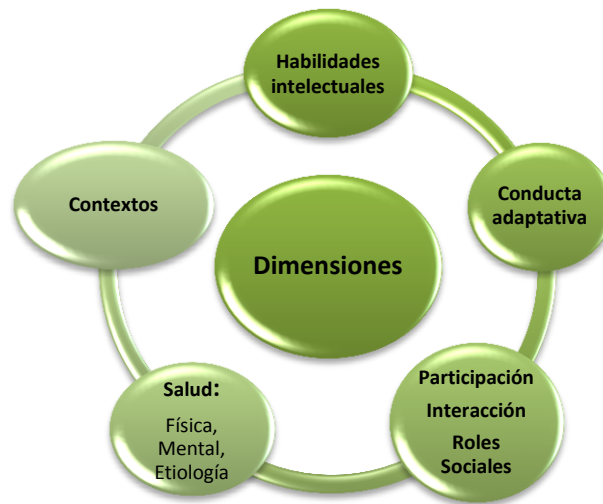 Habilidades
intelectuales
Conducta
adaptativa
Participación
Interacción
Roles
Sociales
Salud:
Física,
Mental,
Etiología
Contextos
Dimensiones